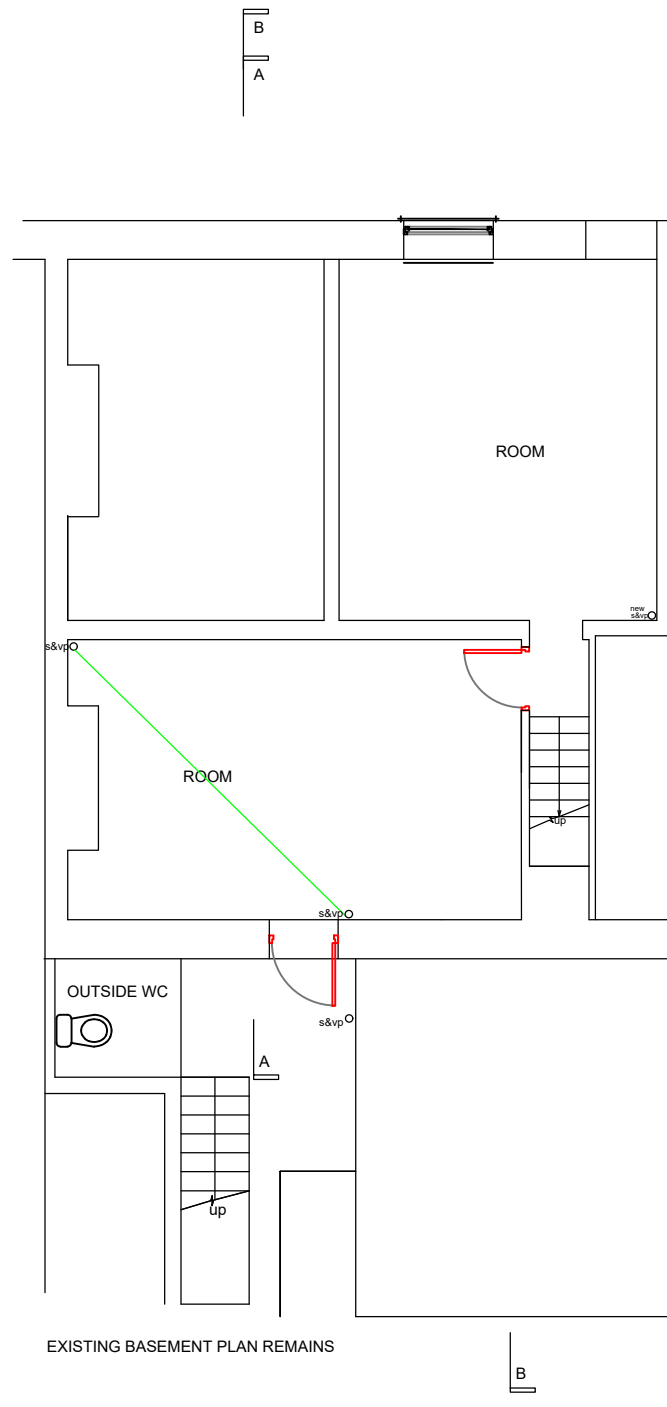 B
A
ROOM
new
s&vp
s&vp
ROOM
up
s&vp
OUTSIDE WC
s&vp
A
up
EXISTING BASEMENT PLAN REMAINS
B